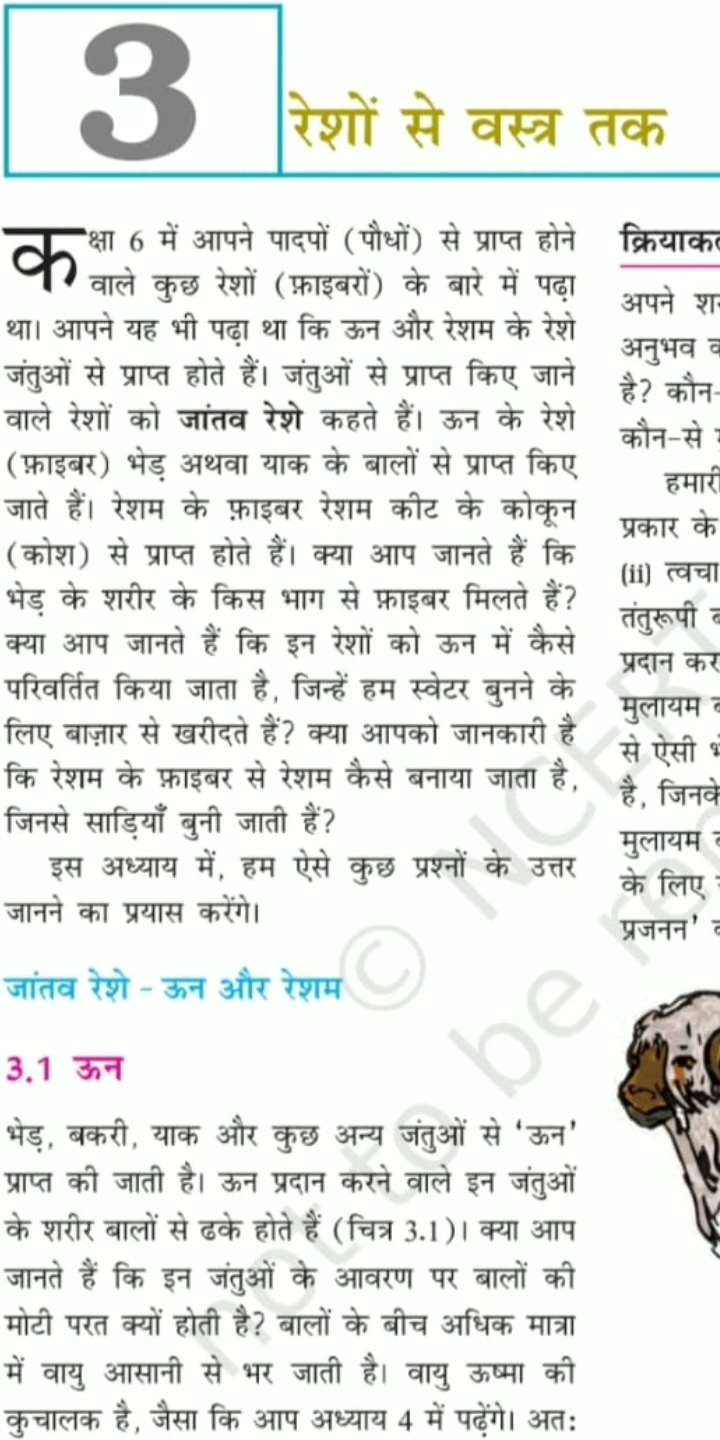 3
रेशों से वस्त्र तक
कक्षा 6 में आपने पादपों (पौधों) से प्राप्त होने
वाले कुछ रेशों (फ़ाइबरों) के बारे में पढ़ा
था। आपने यह भी पढ़ा था कि ऊन और रेशम के रेशे
जंतुओं से प्राप्त होते हैं। जंतुओं से प्राप्त किए जाने
वाले रेशों को जांतव रेशे कहते हैं। ऊन के रेशे
(फ़ाइबर) भेड़ अथवा याक के बालों से प्राप्त किए
जाते हैं। रेशम के फ़ाइबर रेशम कीट के कोकून
(कोश) से प्राप्त होते हैं। क्या आप जानते हैं कि
भेड़ के शरीर के किस भाग से फ़ाइबर मिलते हैं?
क्या आप जानते हैं कि इन रेशों को ऊन में कैसे
परिवर्तित किया जाता है, जिन्हें हम स्वेटर बुनने के
लिए बाज़ार से खरीदते हैं? क्या आपको जानकारी है
कि रेशम के फ़ाइबर से रेशम कैसे बनाया जाता है,
जिनसे साड़ियाँ बुनी जाती हैं?
इस अध्याय में, हम ऐसे कुछ प्रश्नों के उत्तर
जानने का प्रयास करेंगे।
जांतव रेशे - ऊन और रेशम
3.1 ऊन
भेड़, बकरी, याक और कुछ अन्य जंतुओं से ‘ऊन’
प्राप्त की जाती है। ऊन प्रदान करने वाले इन जंतुओं
के शरीर बालों से ढके होते हैं (चित्र 3.1)। क्या आप
जानते हैं कि इन जंतुओं के आवरण पर बालों की
मोटी परत क्यों होती है? बालों के बीच अधिक मात्रा
में वायु आसानी से भर जाती है। वायु ऊष्मा की
कुचालक है, जैसा कि आप अध्याय 4 में पढ़ेंगे। अतः
अपने
अनुभव
है? कौन-
कौन-से
हमारी
प्रकार के
(ii) त्वचा
तंतुरूपी
प्रदान कर
मुलायम
से ऐसी
है, जिनके
मुलायम
के लिए
प्रजनन’
© NCERT
not to be